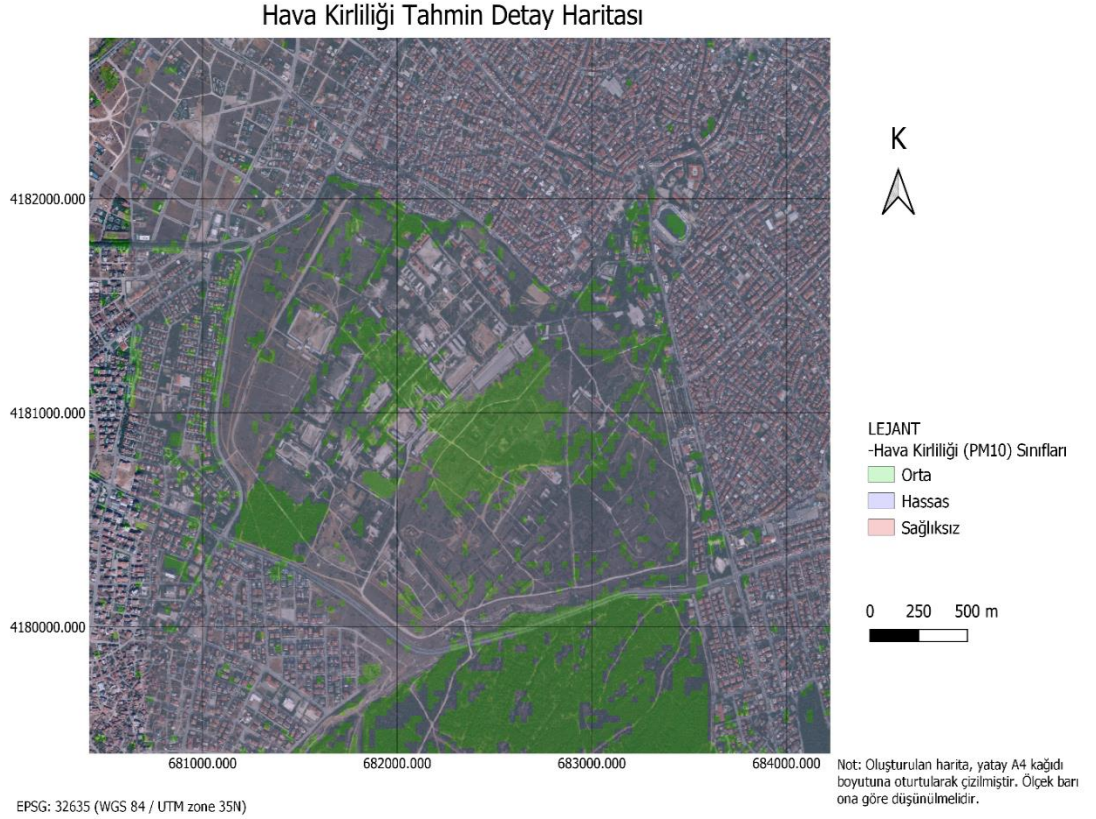 Hava Kirliliği Tahmin Detay Haritası
K
4182000.000
4181000.000
4180000.000
LEJANT
-Hava Kirliliği (PM10) Sınıfları
Orta
Hassas
Sağlıksız
0 250 500 m
681000.000 682000.000 683000.000 684000.000
Not: Oluşturulan harita, yatay A4 kağıdı
boyutuna oturtularak çizilmiştir. Ölçek barı
ona göre düşünülmelidir.
EPSG: 32635 (WGS 84 / UTM zone 35N)